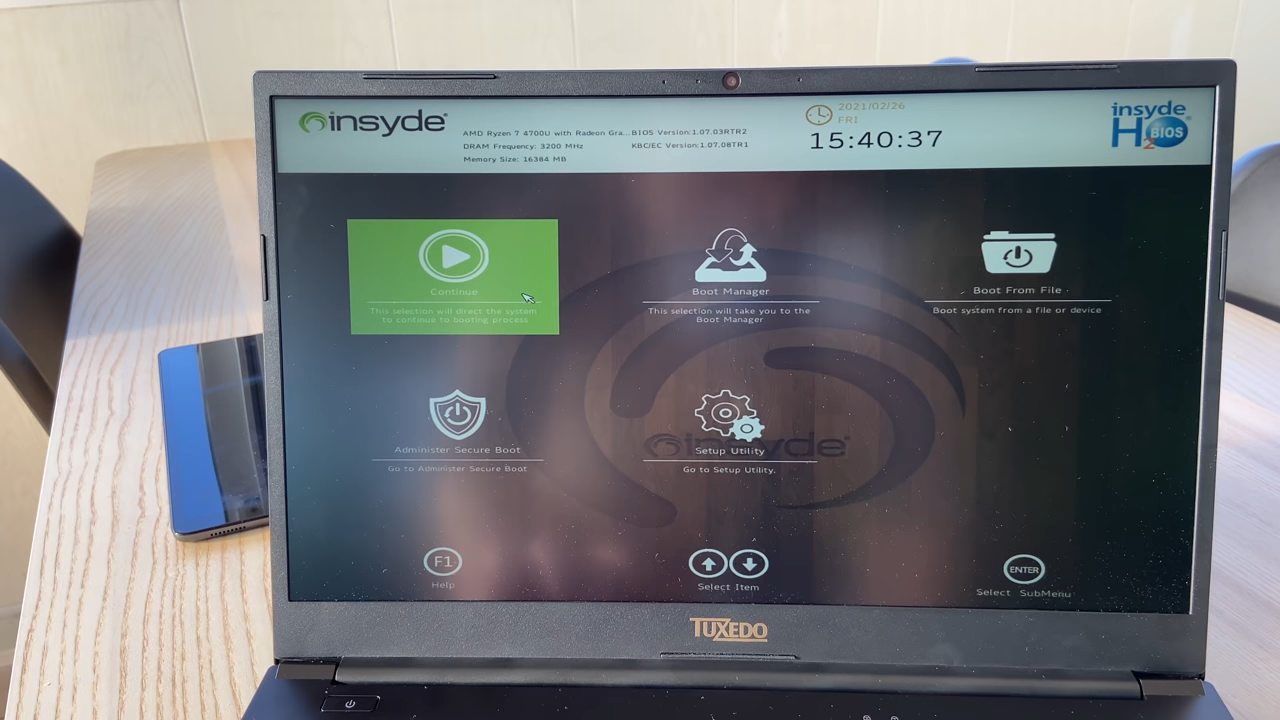 insyde
AMD Ryzen 7 4700U with Radeon Gra...BIOS Version:1.07.03RTR2
DRAM Frequency: 3200 MHz KBC/EC Version:1.07.08TR1
Memory Size: 16384 MB
2021/02/26
FRI
15:40:37
insyde
H2O BIOS
Continue
This selection will direct the system
to continue to booting process
Boot Manager
This selection will take you to the
Boot Manager
Boot From File
Boot system from a file or device
Administer Secure Boot
Go to Administer Secure Boot
Setup Utility
Go to Setup Utility.
insyde
F1
Help
Select Item
ENTER
Select SubMenu
TUXEDO